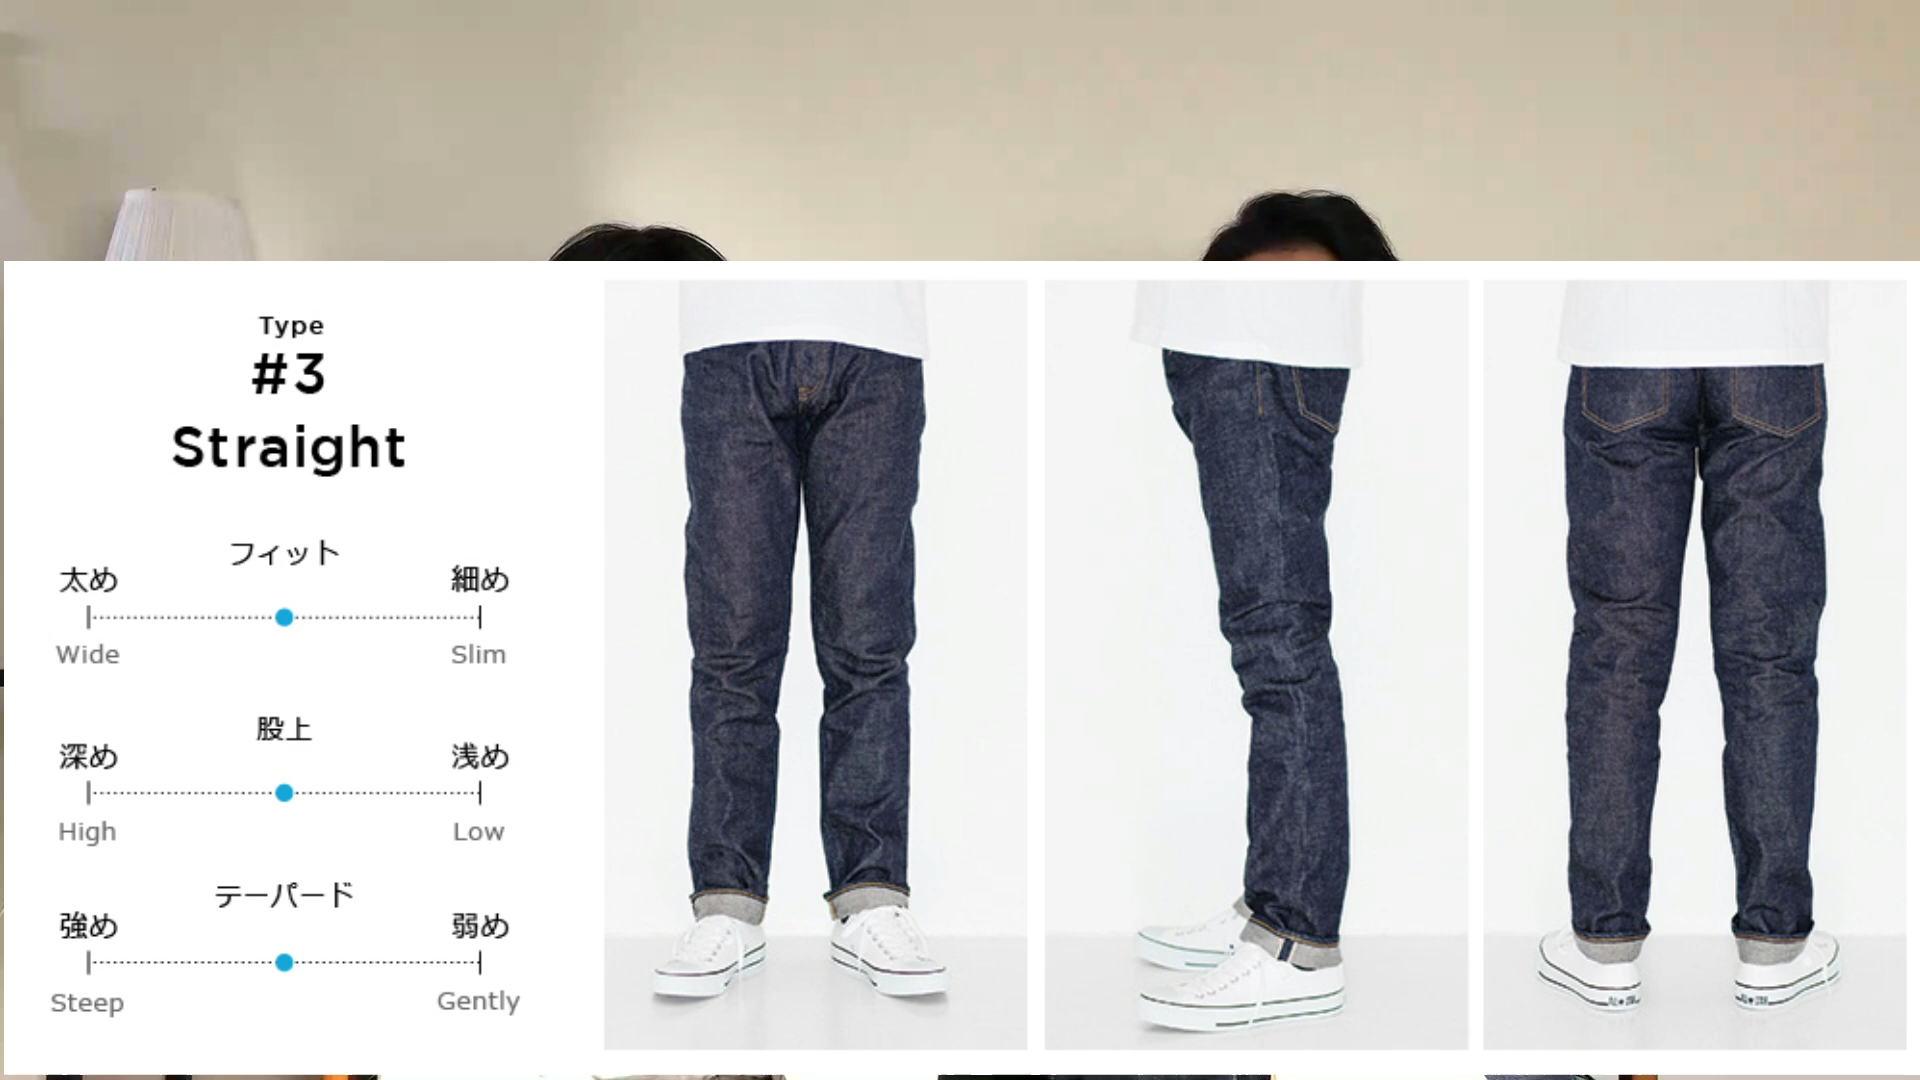 Type
#3
Straight
フィット
太め 細め
Wide Slim
股上
深め 浅め
High Low
テーパード
強め 弱め
Steep Gently